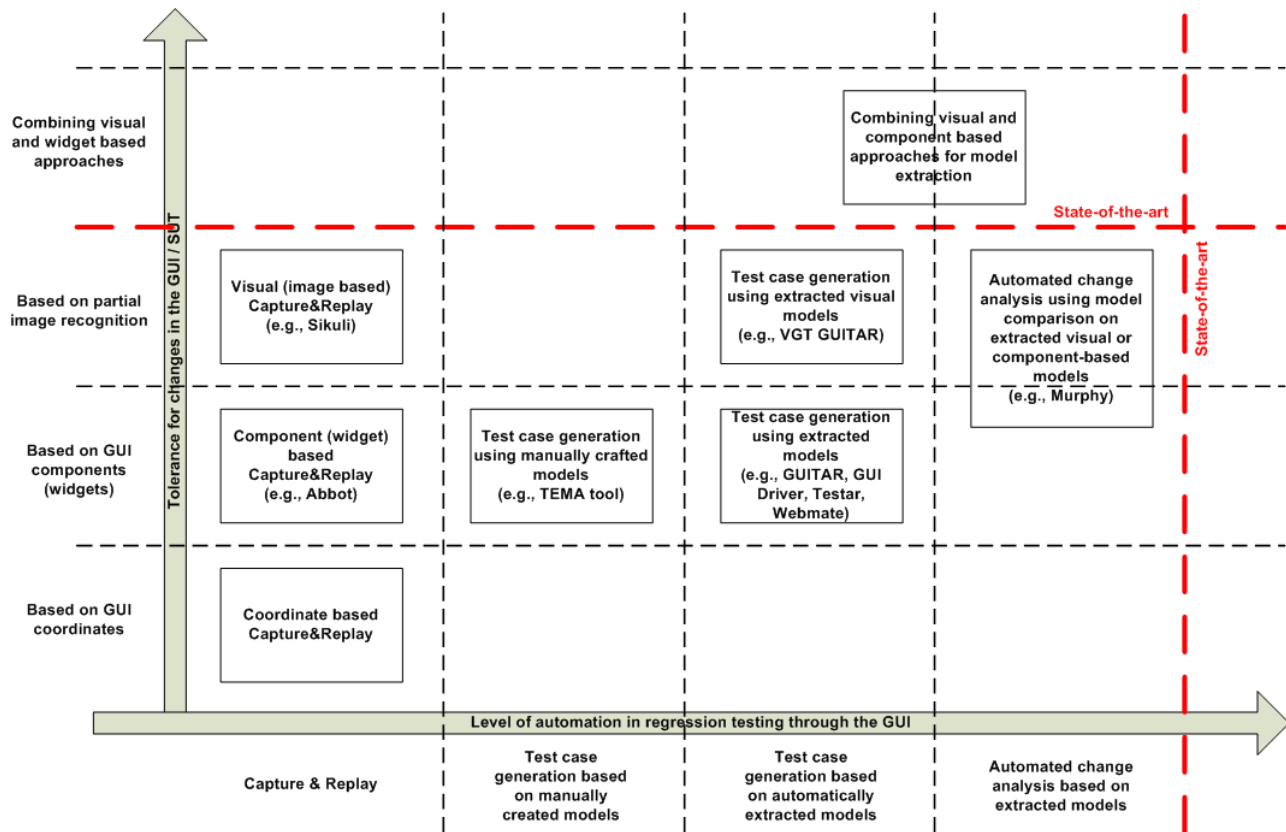 Combining visual
and widget based
approaches
Combining visual and
component based
approaches for model
extraction
State-of-the-art
State-of-the-art
Tolerance for changes in the GUI / SUT
Based on partial
image recognition
Visual (image based)
Capture&Replay
(e.g., Sikuli)
Test case generation
using extracted visual
models
(e.g., VGT GUITAR)
Automated change
analysis using model
comparison on
extracted visual or
component-based
models
(e.g., Murphy)
Based on GUI
components
(widgets)
Component (widget)
based
Capture&Replay
(e.g., Abbot)
Test case generation
using manually crafted
models
(e.g., TEMA tool)
Test case generation
using extracted
models
(e.g., GUITAR, GUI
Driver, Testar,
Webmate)
Based on GUI
coordinates
Coordinate based
Capture&Replay
Level of automation in regression testing through the GUI
Capture & Replay
Test case
generation based
on manually
created models
Test case
generation based
on automatically
extracted models
Automated change
analysis based on
extracted models